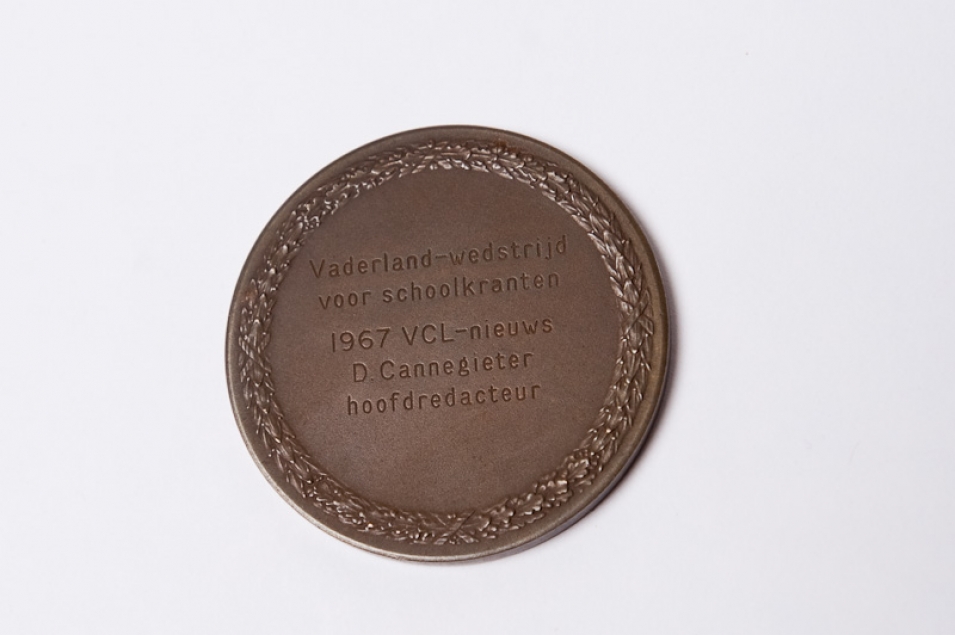 Vaderland-wedstrijd
voor schoolkranten
1967 VCL-nieuws
D. Cannegieter
hoofdredacteur